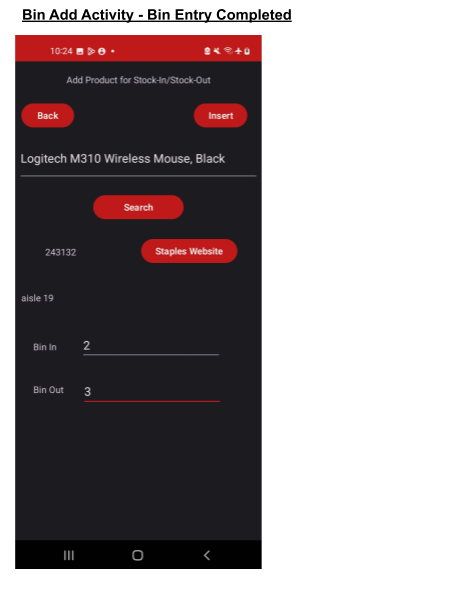 Bin Add Activity - Bin Entry Completed
10:24
Add Product for Stock-In/Stock-Out
Back
Insert
Logitech M310 Wireless Mouse, Black
Search
243132
Staples Website
aisle 19
Bin In
2
Bin Out
3